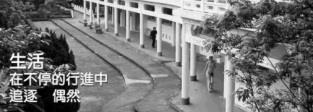 生活
在不停的行進中
追逐　偶然